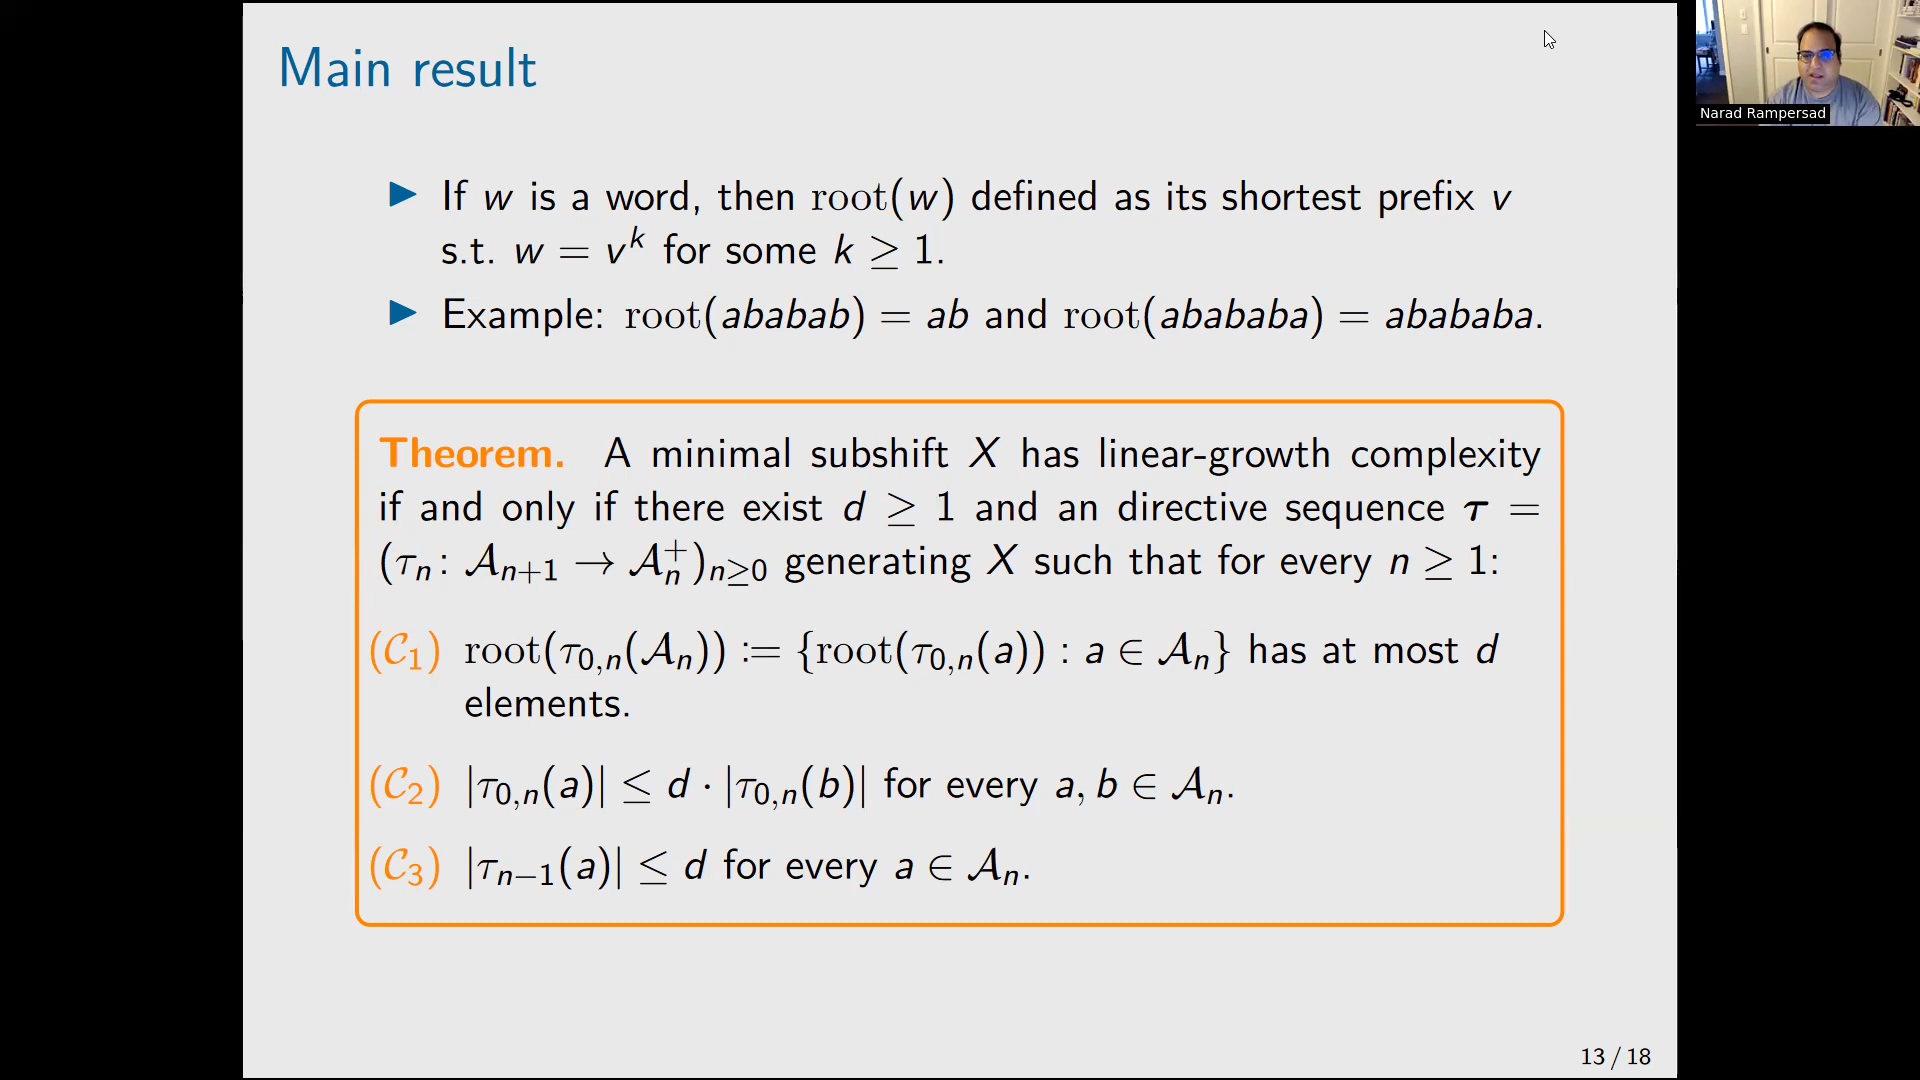 Main result
Narad Rampersad
▶ If w is a word, then root(w) defined as its shortest prefix v
s.t. w = v^k for some k ≥ 1.
▶ Example: root(ababab) = ab and root(abababa) = abababa.
Theorem. A minimal subshift X has linear-growth complexity
if and only if there exist d ≥ 1 and an directive sequence τ =
(τ_n : 𝒜_{n+1} → 𝒜_n^+)_{n≥0} generating X such that for every n ≥ 1:
(𝒞_1) root(τ_{0,n}(𝒜_n)) := {root(τ_{0,n}(a)) : a ∈ 𝒜_n} has at most d
elements.
(𝒞_2) |τ_{0,n}(a)| ≤ d · |τ_{0,n}(b)| for every a, b ∈ 𝒜_n.
(𝒞_3) |τ_{n−1}(a)| ≤ d for every a ∈ 𝒜_n.
13 / 18